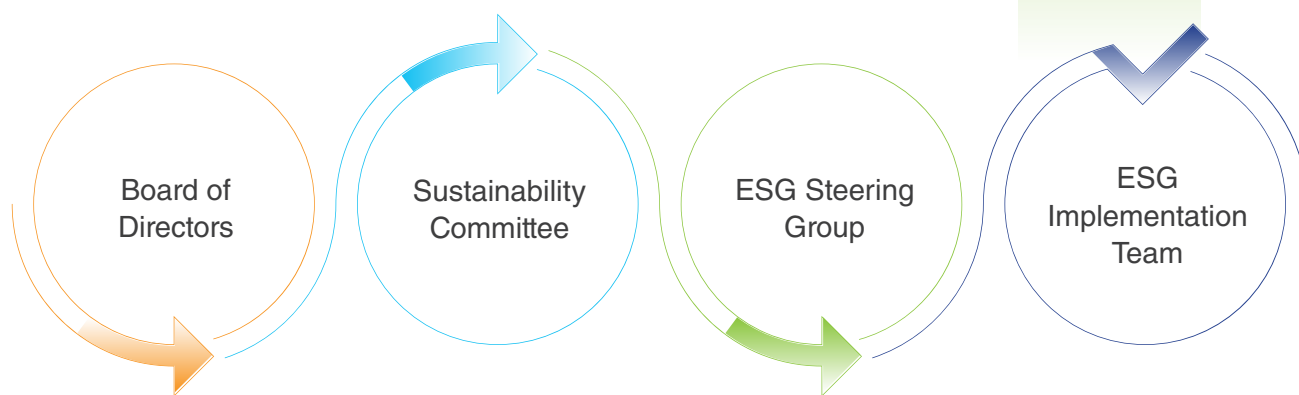 Board of
Directors
Sustainability
Committee
ESG Steering
Group
ESG
Implementation
Team